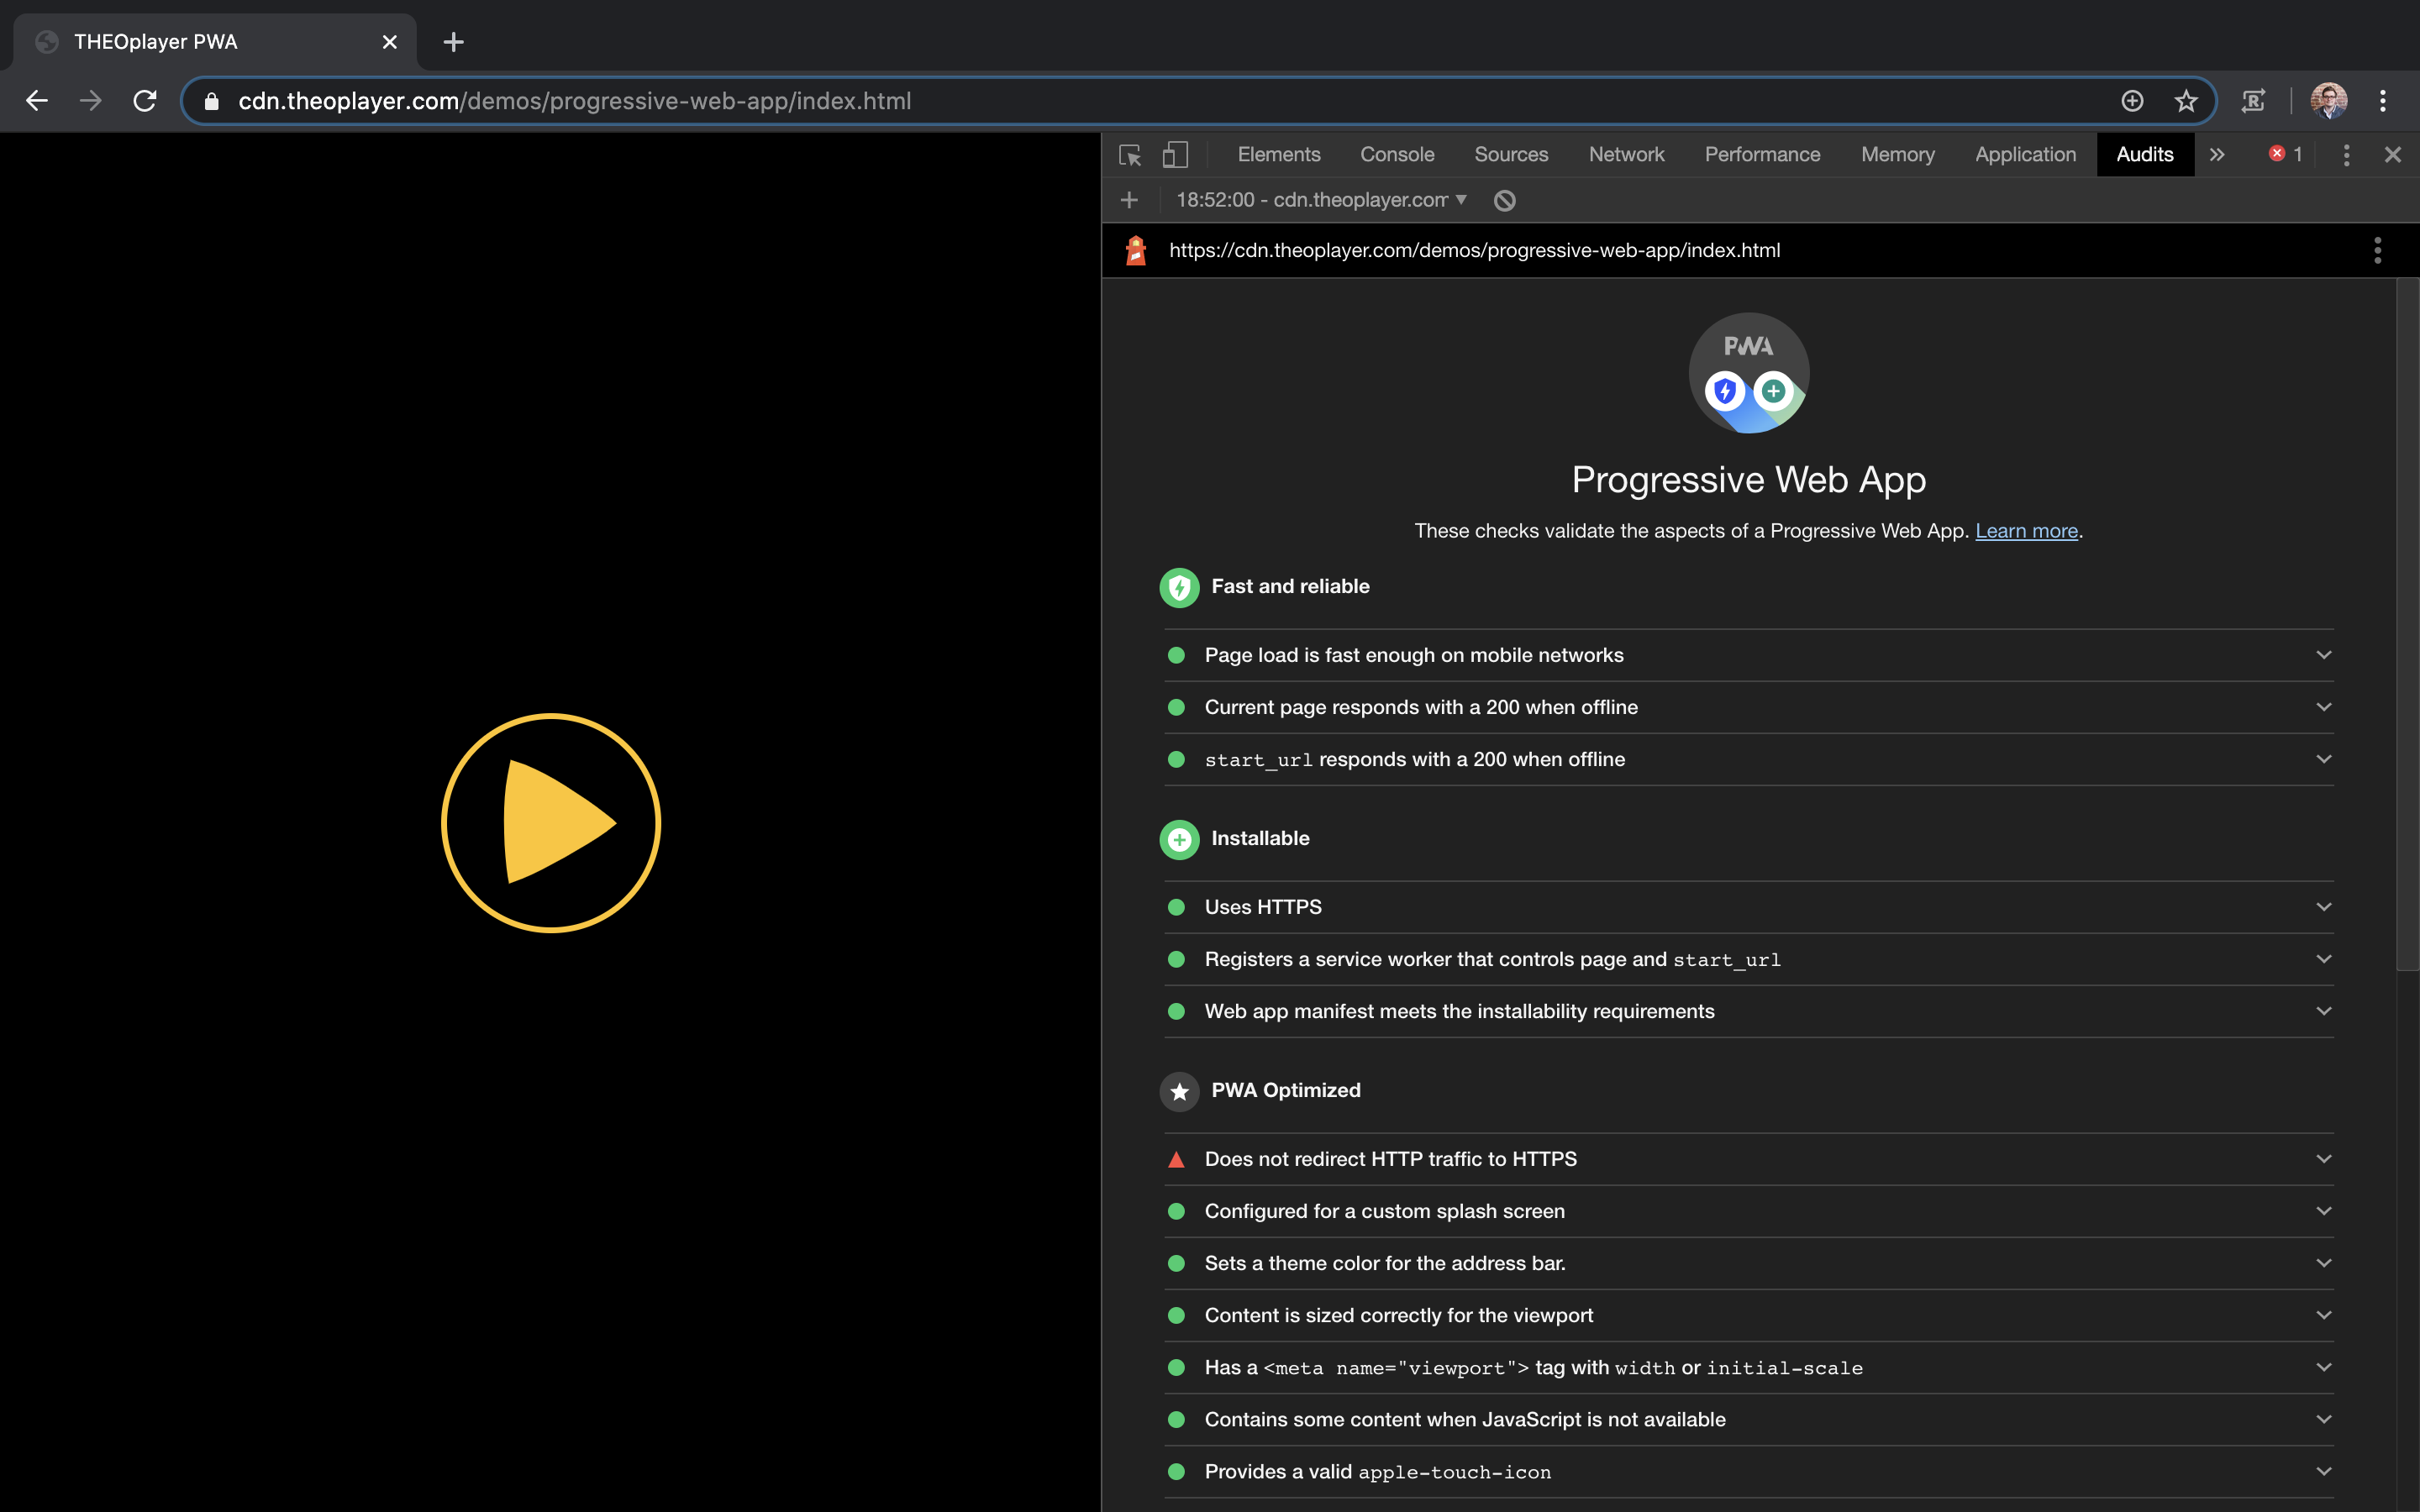 THEOplayer PWA
cdn.theoplayer.com/demos/progressive-web-app/index.html
Elements Console Sources Network Performance Memory Application Audits » 1
18:52:00 - cdn.theoplayer.com
https://cdn.theoplayer.com/demos/progressive-web-app/index.html
PWA
Progressive Web App
These checks validate the aspects of a Progressive Web App. Learn more.
Fast and reliable
Page load is fast enough on mobile networks
Current page responds with a 200 when offline
start_url responds with a 200 when offline
Installable
Uses HTTPS
Registers a service worker that controls page and start_url
Web app manifest meets the installability requirements
PWA Optimized
Does not redirect HTTP traffic to HTTPS
Configured for a custom splash screen
Sets a theme color for the address bar.
Content is sized correctly for the viewport
Has a <meta name="viewport"> tag with width or initial-scale
Contains some content when JavaScript is not available
Provides a valid apple-touch-icon